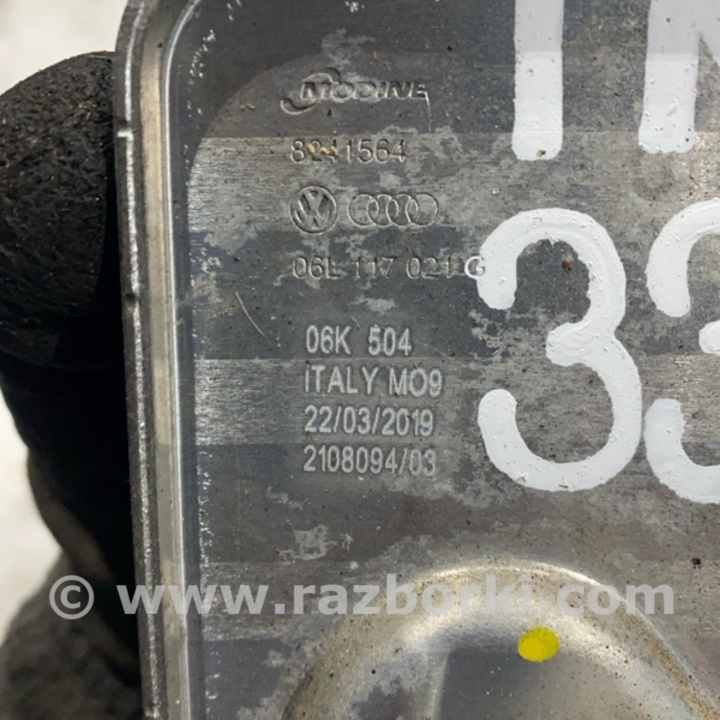 MODINE
8241564
06L 117 021 G
06K 504
ITALY MO9
22/03/2019
2108094/03
33
© www.razborki.com